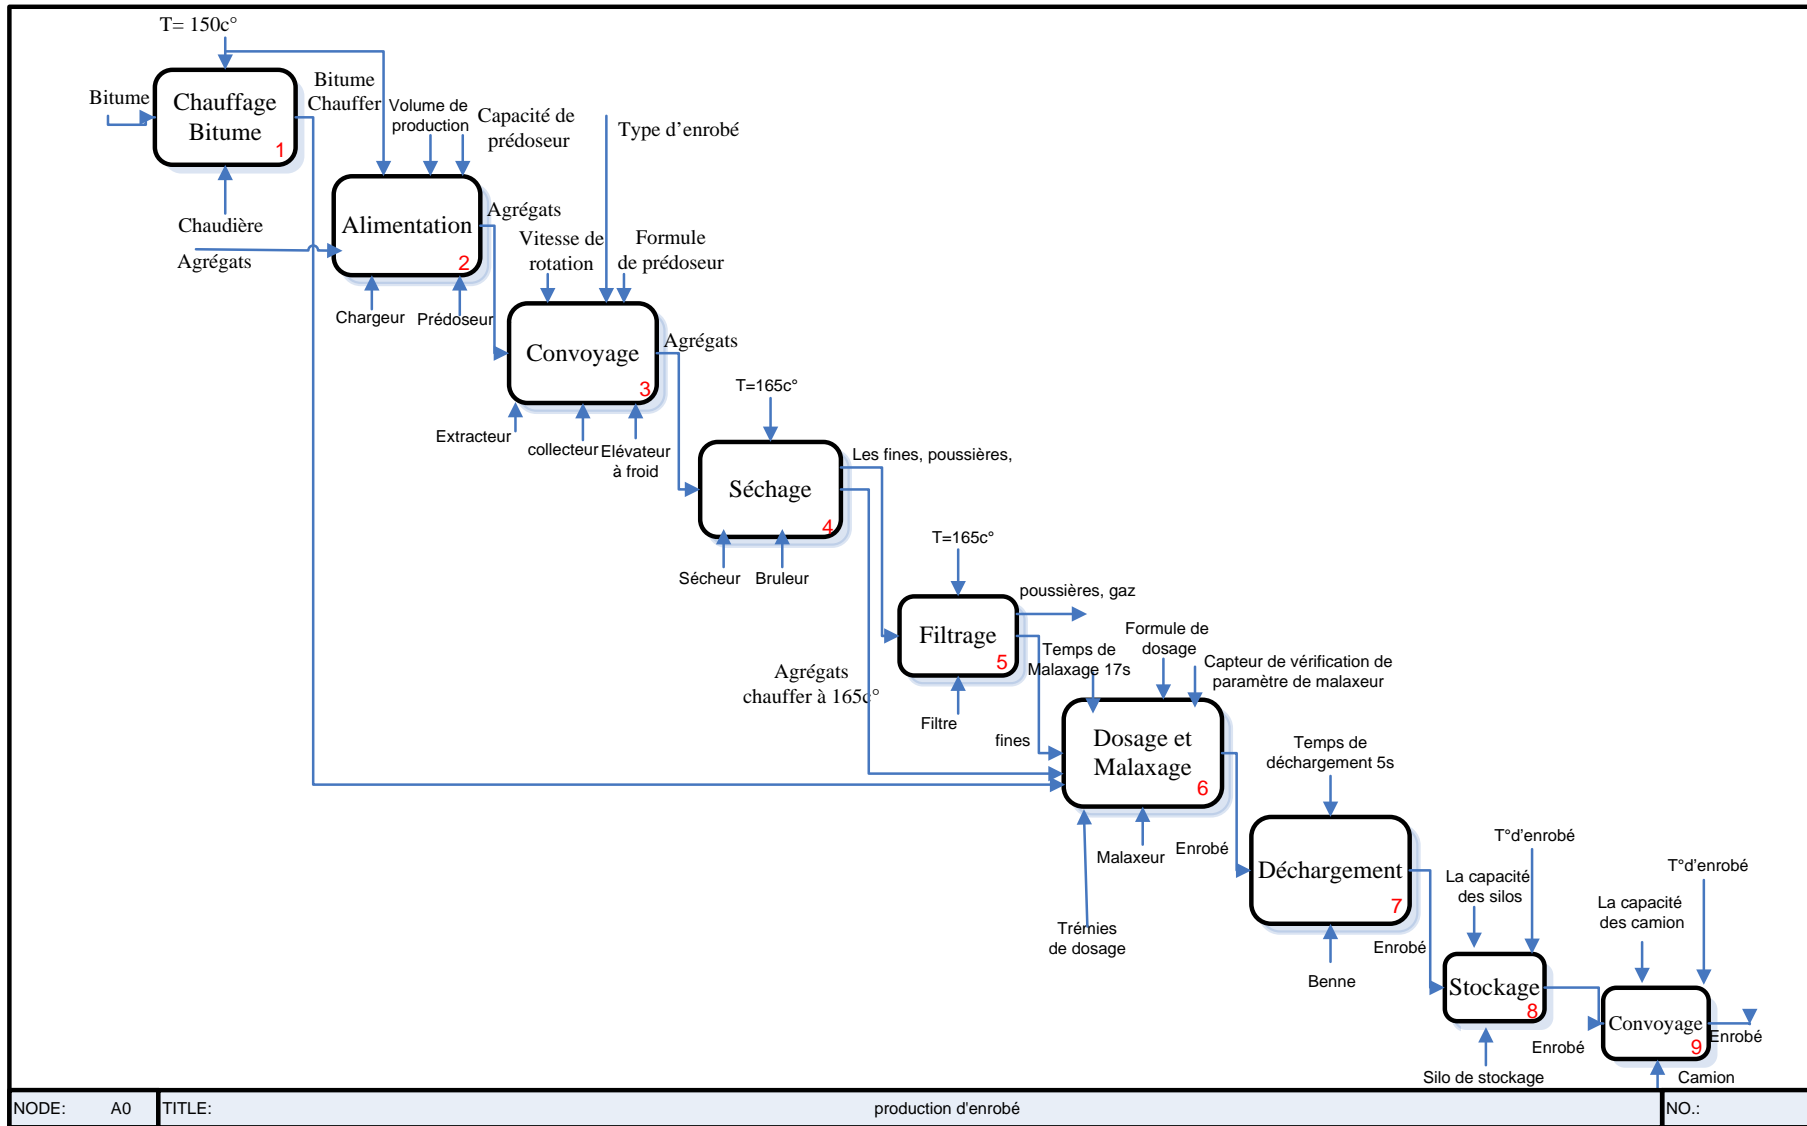 T= 150c°
Bitume
Chauffage
Bitume
1
Chaudière
Bitume
Chauffer
Volume de
production
Capacité de
prédoseur
Type d'enrobé
Agrégats
Alimentation
2
Chargeur
Prédoseur
Agrégats
Vitesse de
rotation
Formule
de prédoseur
Convoyage
3
Extracteur
collecteur
Elévateur
à froid
Agrégats
T=165c°
Séchage
4
Sécheur
Bruleur
Les fines, poussières,
Agrégats
chauffer à 165c°
T=165c°
Filtrage
5
Filtre
poussières, gaz
fines
Temps de
Malaxage 17s
Formule de
dosage
Capteur de vérification de
paramètre de malaxeur
Dosage et
Malaxage
6
Trémies
de dosage
Malaxeur
Enrobé
Temps de
déchargement 5s
Déchargement
7
Benne
Enrobé
La capacité
des silos
T°d'enrobé
Stockage
8
Silo de stockage
Enrobé
La capacité
des camion
T°d'enrobé
Convoyage
9
Camion
Enrobé
NODE: A0 TITLE: production d'enrobé NO.: